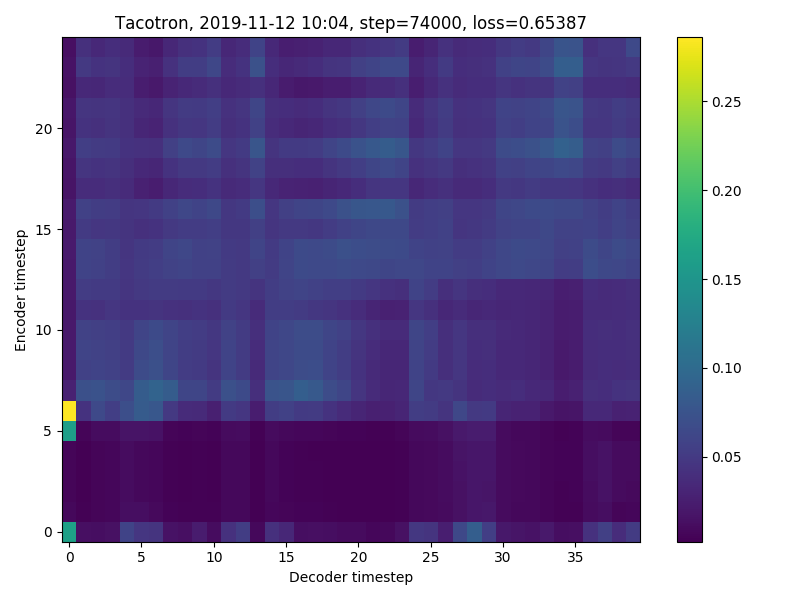 Tacotron, 2019-11-12 10:04, step=74000, loss=0.65387
Encoder timestep
20
15
10
5
0
0 5 10 15 20 25 30 35
Decoder timestep
0.25
0.20
0.15
0.10
0.05